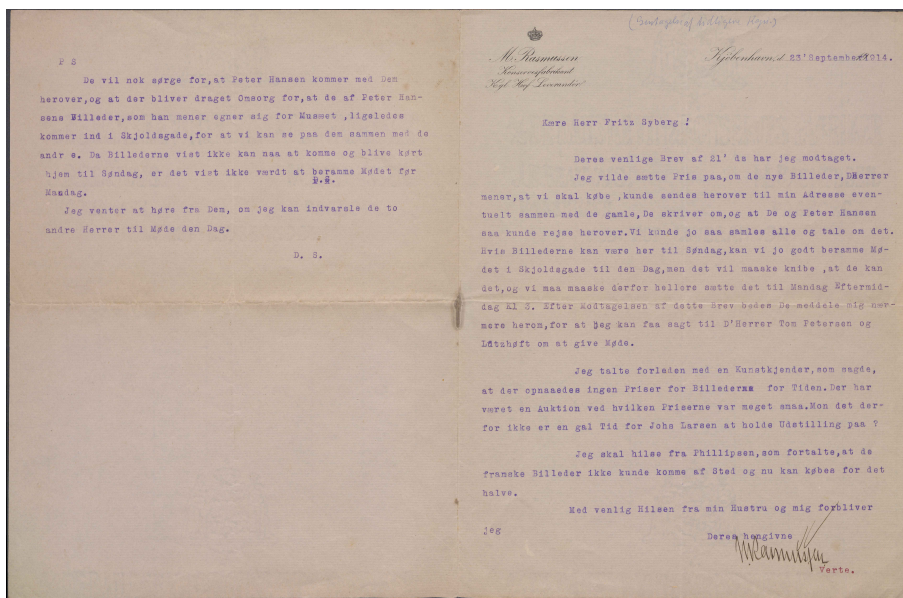 M. Rasmussen
Konservesfabrikant
Kgl. Hof Leverandør
Kjøbenhavn, d. 23' September 1914.
Kære Herr Fritz Syberg !
Deres venlige Brev af 21' ds har jeg modtaget.
Jeg vilde sætte Pris paa, om de nye Billeder, DHerrer
mener, at vi skal købe ,kunde sendes herover til min Adresse even-
tuelt sammen med de gamle, De skriver om, og at De og Peter Hansen
saa kunde rejse herover. Vi kunde jo saa samles alle og tale om det.
Hvis Billederne kan være her til Søndag, kan vi jo godt beramme Mø-
det i Skjoldsgade til den Dag, men det vil maaske knibe ,at de kan
det, og vi maa maaske derfor hellere sætte det til Mandag Eftermid-
dag Kl 3. Efter Modtagelsen af dette Brev bedes De meddele mig nær-
mere herom, for at jeg kan faa sagt til D'Herrer Tom Petersen og
Lützhøft om at give Møde.
Jeg talte forleden med en Kunstkjender, som sagde,
at der opnaaedes ingen Priser for Billeder for Tiden. Der har
været en Auktion ved hvilken Priserne var meget smaa. Mon det der-
for ikke er en gal Tid for Johs Larsen at holde Udstilling paa ?
Jeg skal hilse fra Phillipsen, som fortalte, at de
franske Billeder ikke kunde komme af Sted og nu kan købes for det
halve.
Med venlig Hilsen fra min Hustru og mig forbliver
jeg
Deres hengivne
M Rasmussen
Verte.
P S
De vil nok sørge for, at Peter Hansen kommer med Dem
herover, og at der bliver draget Omsorg for, at de af Peter Han-
sens Billeder, som han mener egner sig for Musæet ,ligeledes
kommer ind i Skjoldsgade, for at vi kan se paa dem sammen med de
andre. Da Billederne vist ikke kan naa at komme og blive kørt
hjem til Søndag, er det vist ikke værdt at beramme Mødet før
Mandag.
Jeg venter at høre fra Dem, om jeg kan indvarsle de to
andre Herrer til Møde den Dag.
D. S.